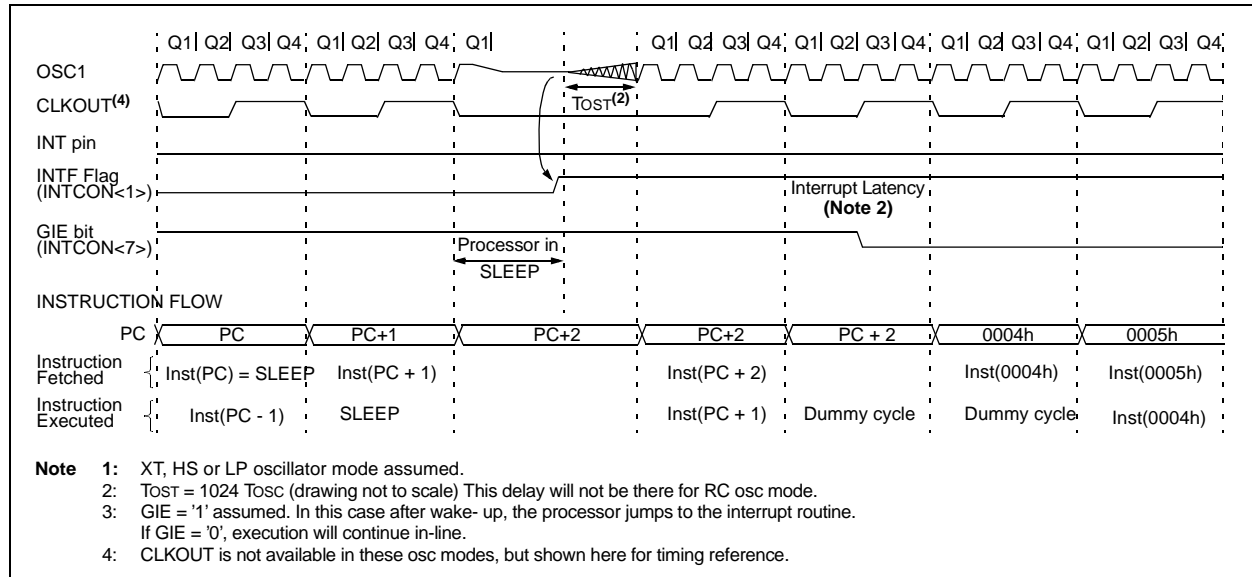 Q1 Q2 Q3 Q4 Q1 Q2 Q3 Q4 Q1 Q1 Q2 Q3 Q4 Q1 Q2 Q3 Q4 Q1 Q2 Q3 Q4 Q1 Q2 Q3 Q4
OSC1
TOST(2)
CLKOUT(4)
INT pin
INTF Flag
(INTCON<1>)
Interrupt Latency
(Note 2)
GIE bit
(INTCON<7>)
Processor in
SLEEP
INSTRUCTION FLOW
PC PC PC+1 PC+2 PC+2 PC + 2 0004h 0005h
Instruction
Fetched
Inst(PC) = SLEEP Inst(PC + 1) Inst(PC + 2) Inst(0004h) Inst(0005h)
Instruction
Executed
Inst(PC - 1) SLEEP Inst(PC + 1) Dummy cycle Dummy cycle Inst(0004h)
Note 1: XT, HS or LP oscillator mode assumed.
2: TOST = 1024 TOSC (drawing not to scale) This delay will not be there for RC osc mode.
3: GIE = '1' assumed. In this case after wake- up, the processor jumps to the interrupt routine.
If GIE = '0', execution will continue in-line.
4: CLKOUT is not available in these osc modes, but shown here for timing reference.